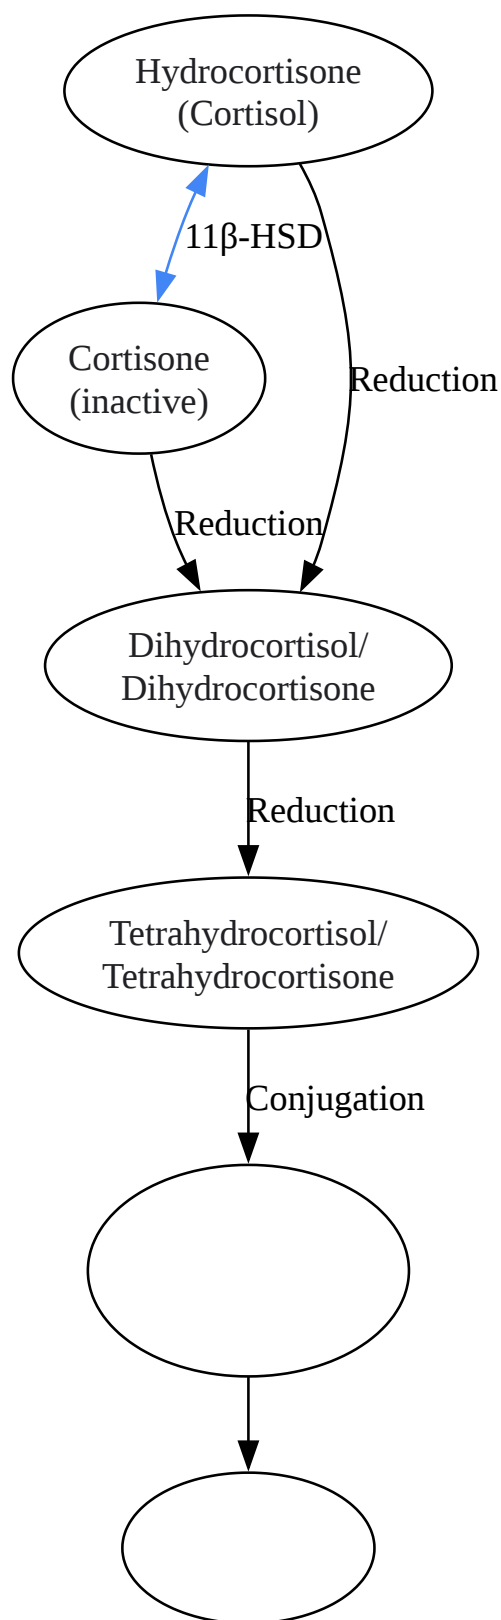 Hydrocortisone
(Cortisol)
11β-HSD
Cortisone
(inactive)
Reduction
Reduction
Dihydrocortisol/
Dihydrocortisone
Reduction
Tetrahydrocortisol/
Tetrahydrocortisone
Conjugation